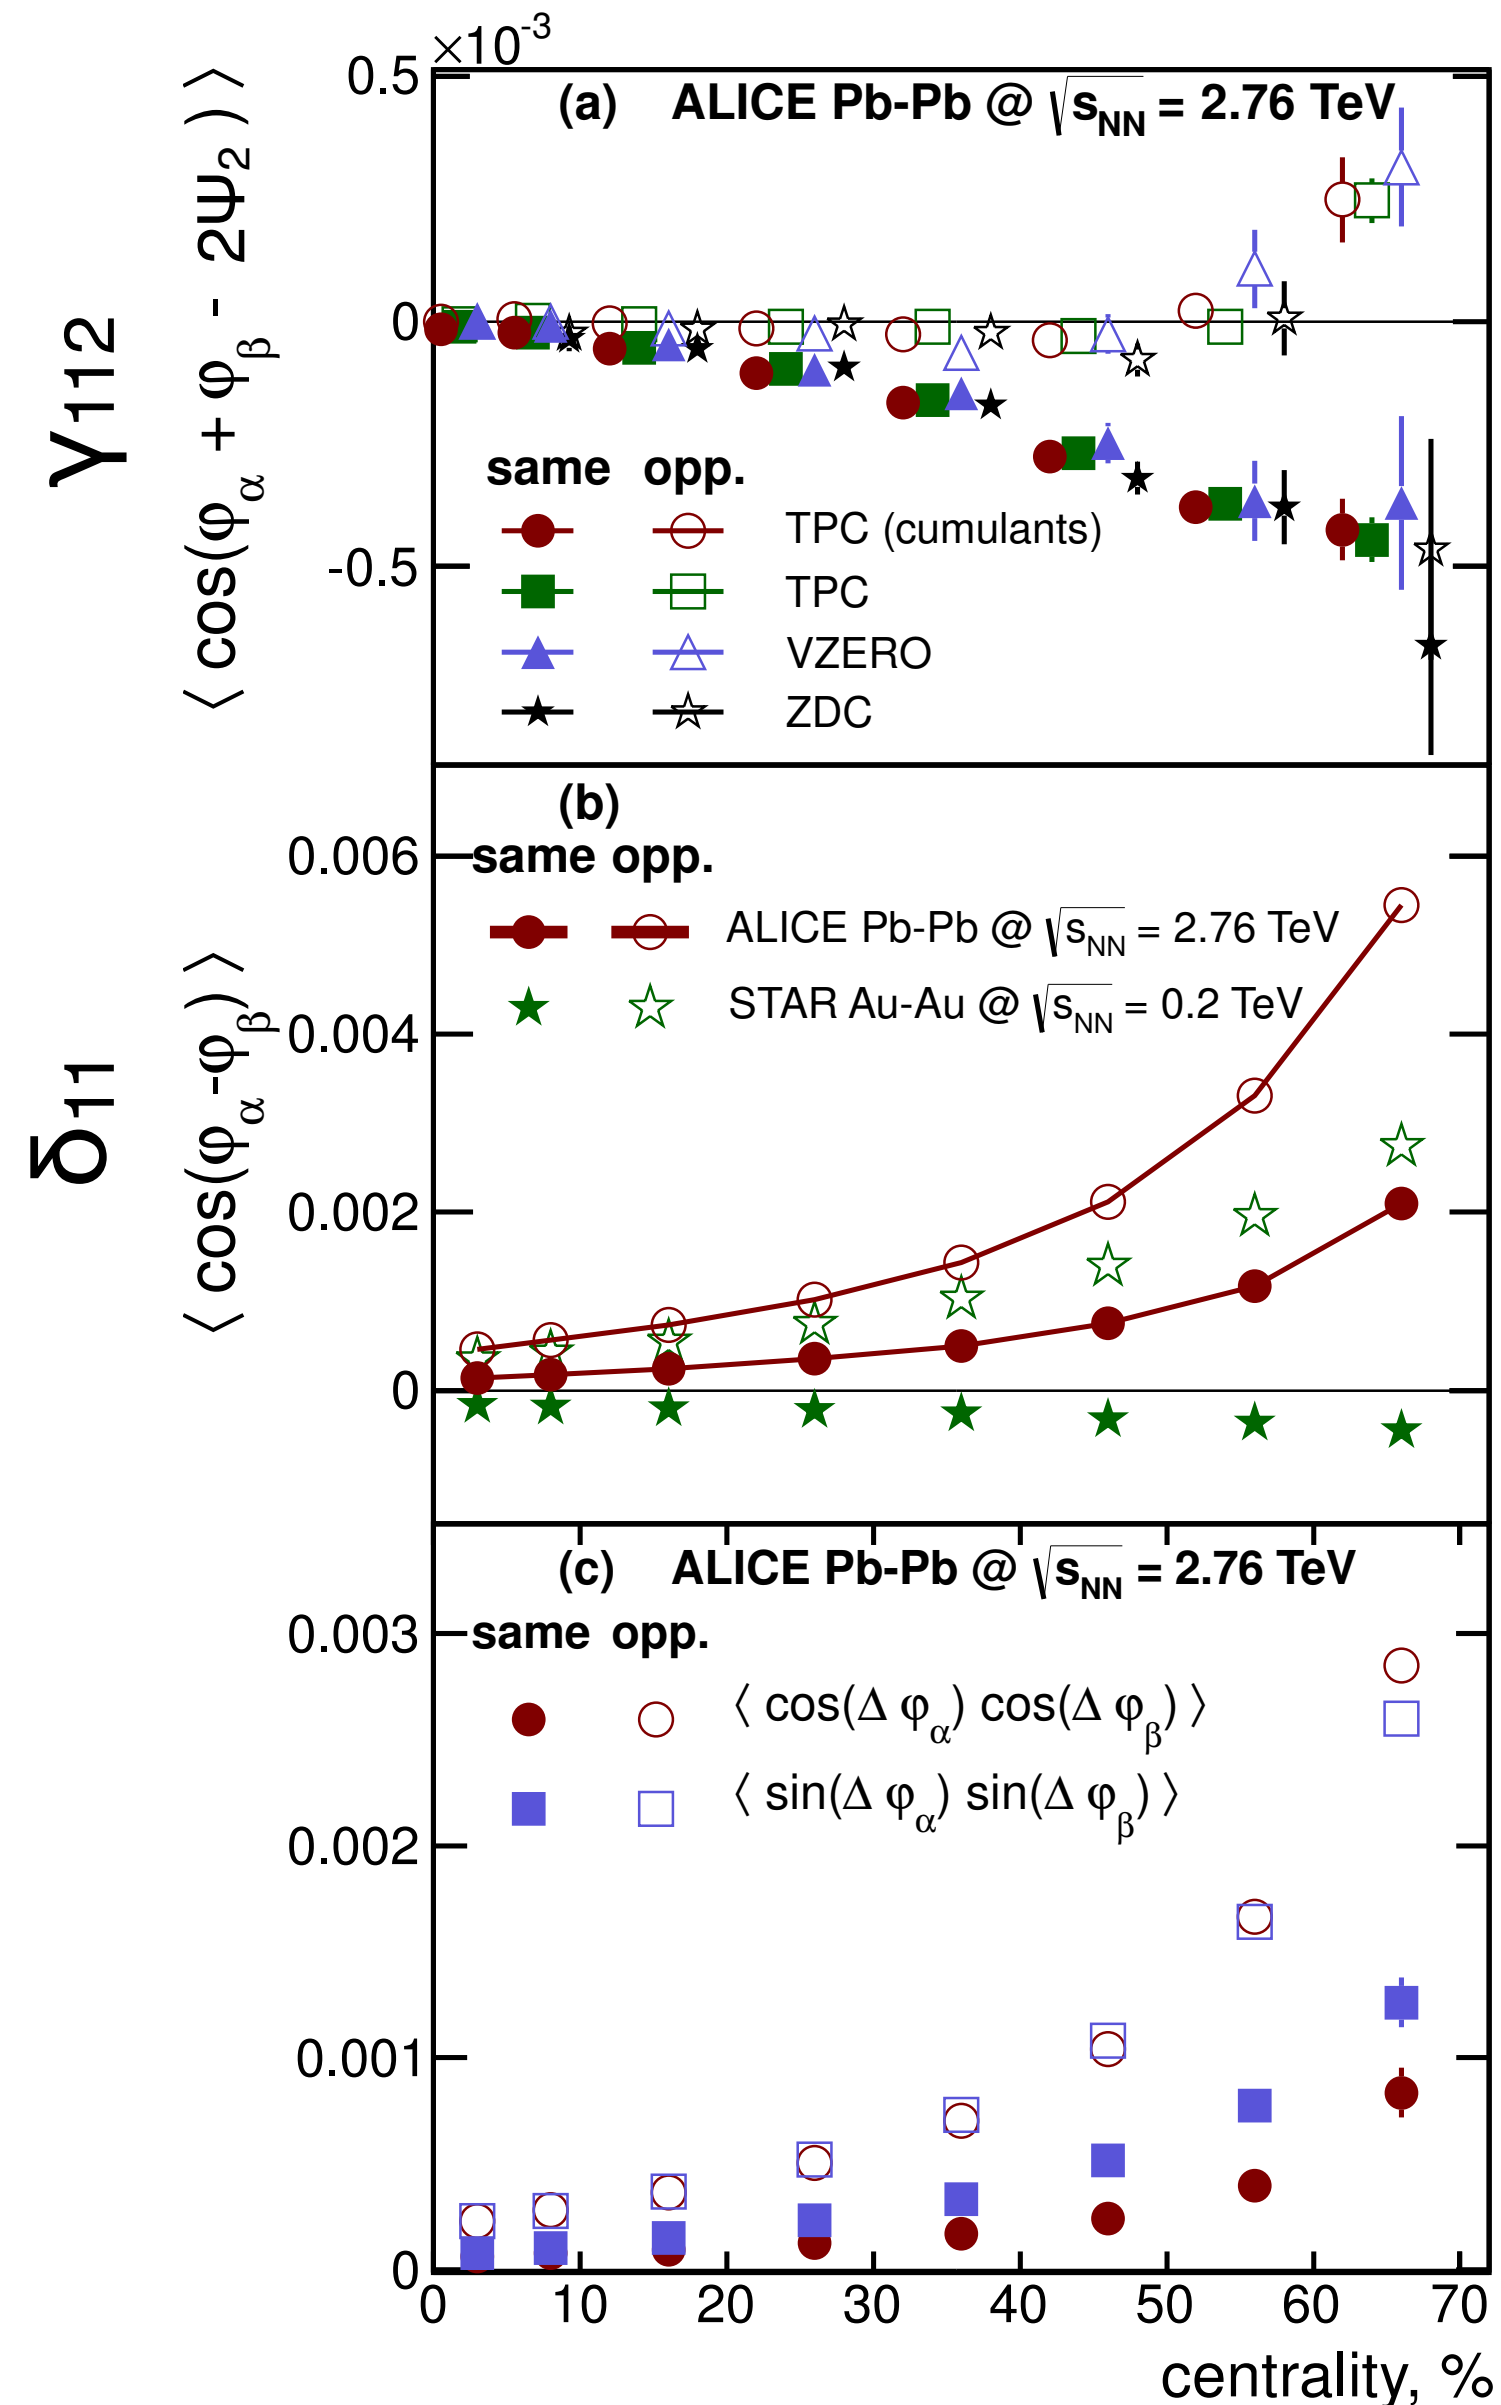 ×10⁻³
0.5
(a) ALICE Pb-Pb @ √sNN = 2.76 TeV
γ112
⟨ cos(φα + φβ - 2Ψ2) ⟩
0
-0.5
same opp.
TPC (cumulants)
TPC
VZERO
ZDC
(b)
same opp.
ALICE Pb-Pb @ √sNN = 2.76 TeV
STAR Au-Au @ √sNN = 0.2 TeV
δ11
⟨ cos(φα-φβ) ⟩
0.006
0.004
0.002
0
(c) ALICE Pb-Pb @ √sNN = 2.76 TeV
same opp.
⟨ cos(Δ φα) cos(Δ φβ) ⟩
⟨ sin(Δ φα) sin(Δ φβ) ⟩
0.003
0.002
0.001
0
0 10 20 30 40 50 60 70
centrality, %